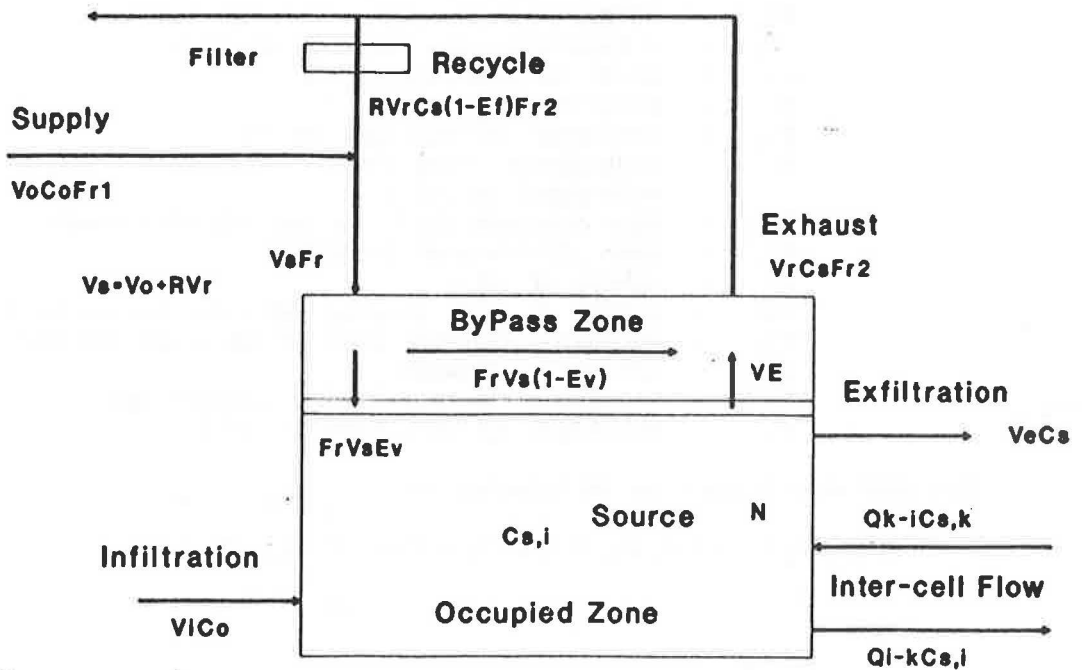 Filter
Recycle
RVrCs(1-Ef)Fr2
Supply
VoCoFr1
Exhaust
VrCsFr2
VsFr
Vs=Vo+RVr
ByPass Zone
FrVs(1-Ev)
VE
Exfiltration
VeCs
FrVsEv
Source N
Cs,i
Qk-iCs,k
Infiltration
Inter-cell Flow
ViCo
Occupied Zone
Qi-kCs,i